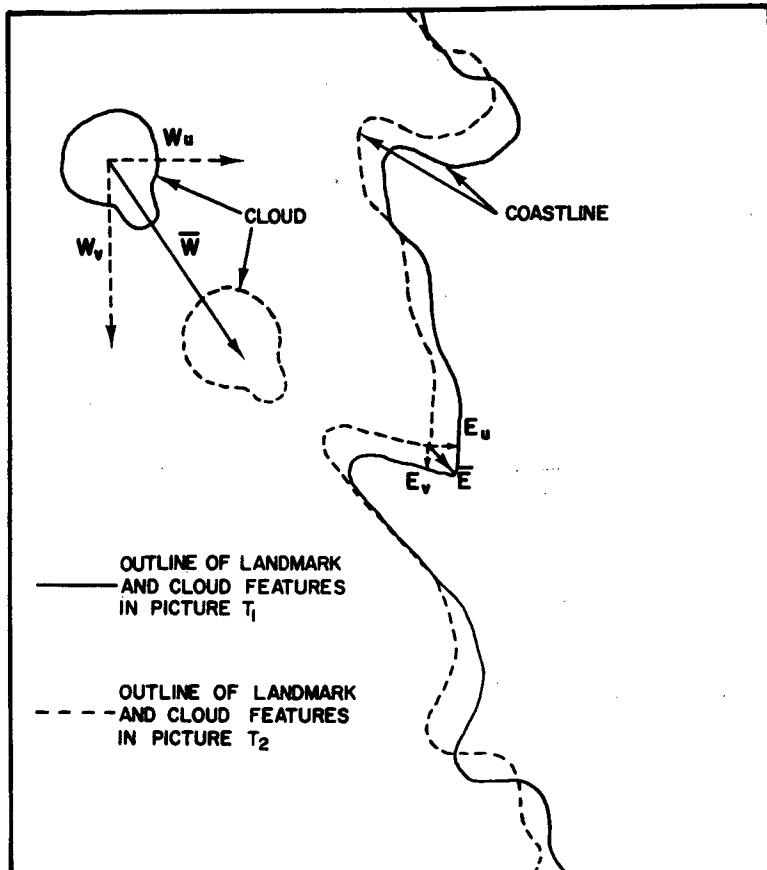 Wu
CLOUD
COASTLINE
Wv
W̅
Eu
Ev
E̅
OUTLINE OF LANDMARK
AND CLOUD FEATURES
IN PICTURE T1
OUTLINE OF LANDMARK
AND CLOUD FEATURES
IN PICTURE T2